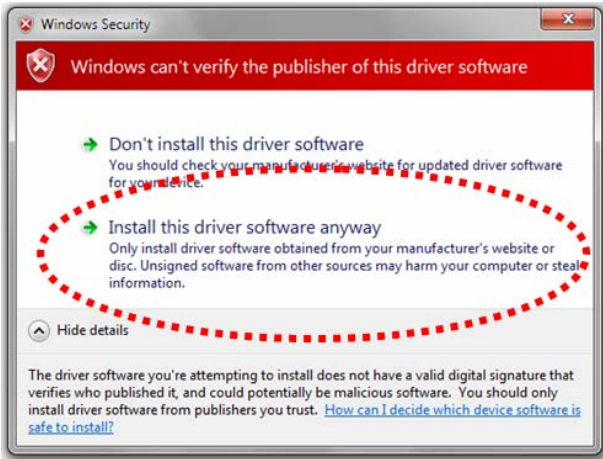 Windows Security
Windows can't verify the publisher of this driver software
Don't install this driver software
You should check your manufacturer's website for updated driver software
for your device.
Install this driver software anyway
Only install driver software obtained from your manufacturer's website or
disc. Unsigned software from other sources may harm your computer or steal
information.
Hide details
The driver software you're attempting to install does not have a valid digital signature that
verifies who published it, and could potentially be malicious software. You should only
install driver software from publishers you trust. How can I decide which device software is
safe to install?